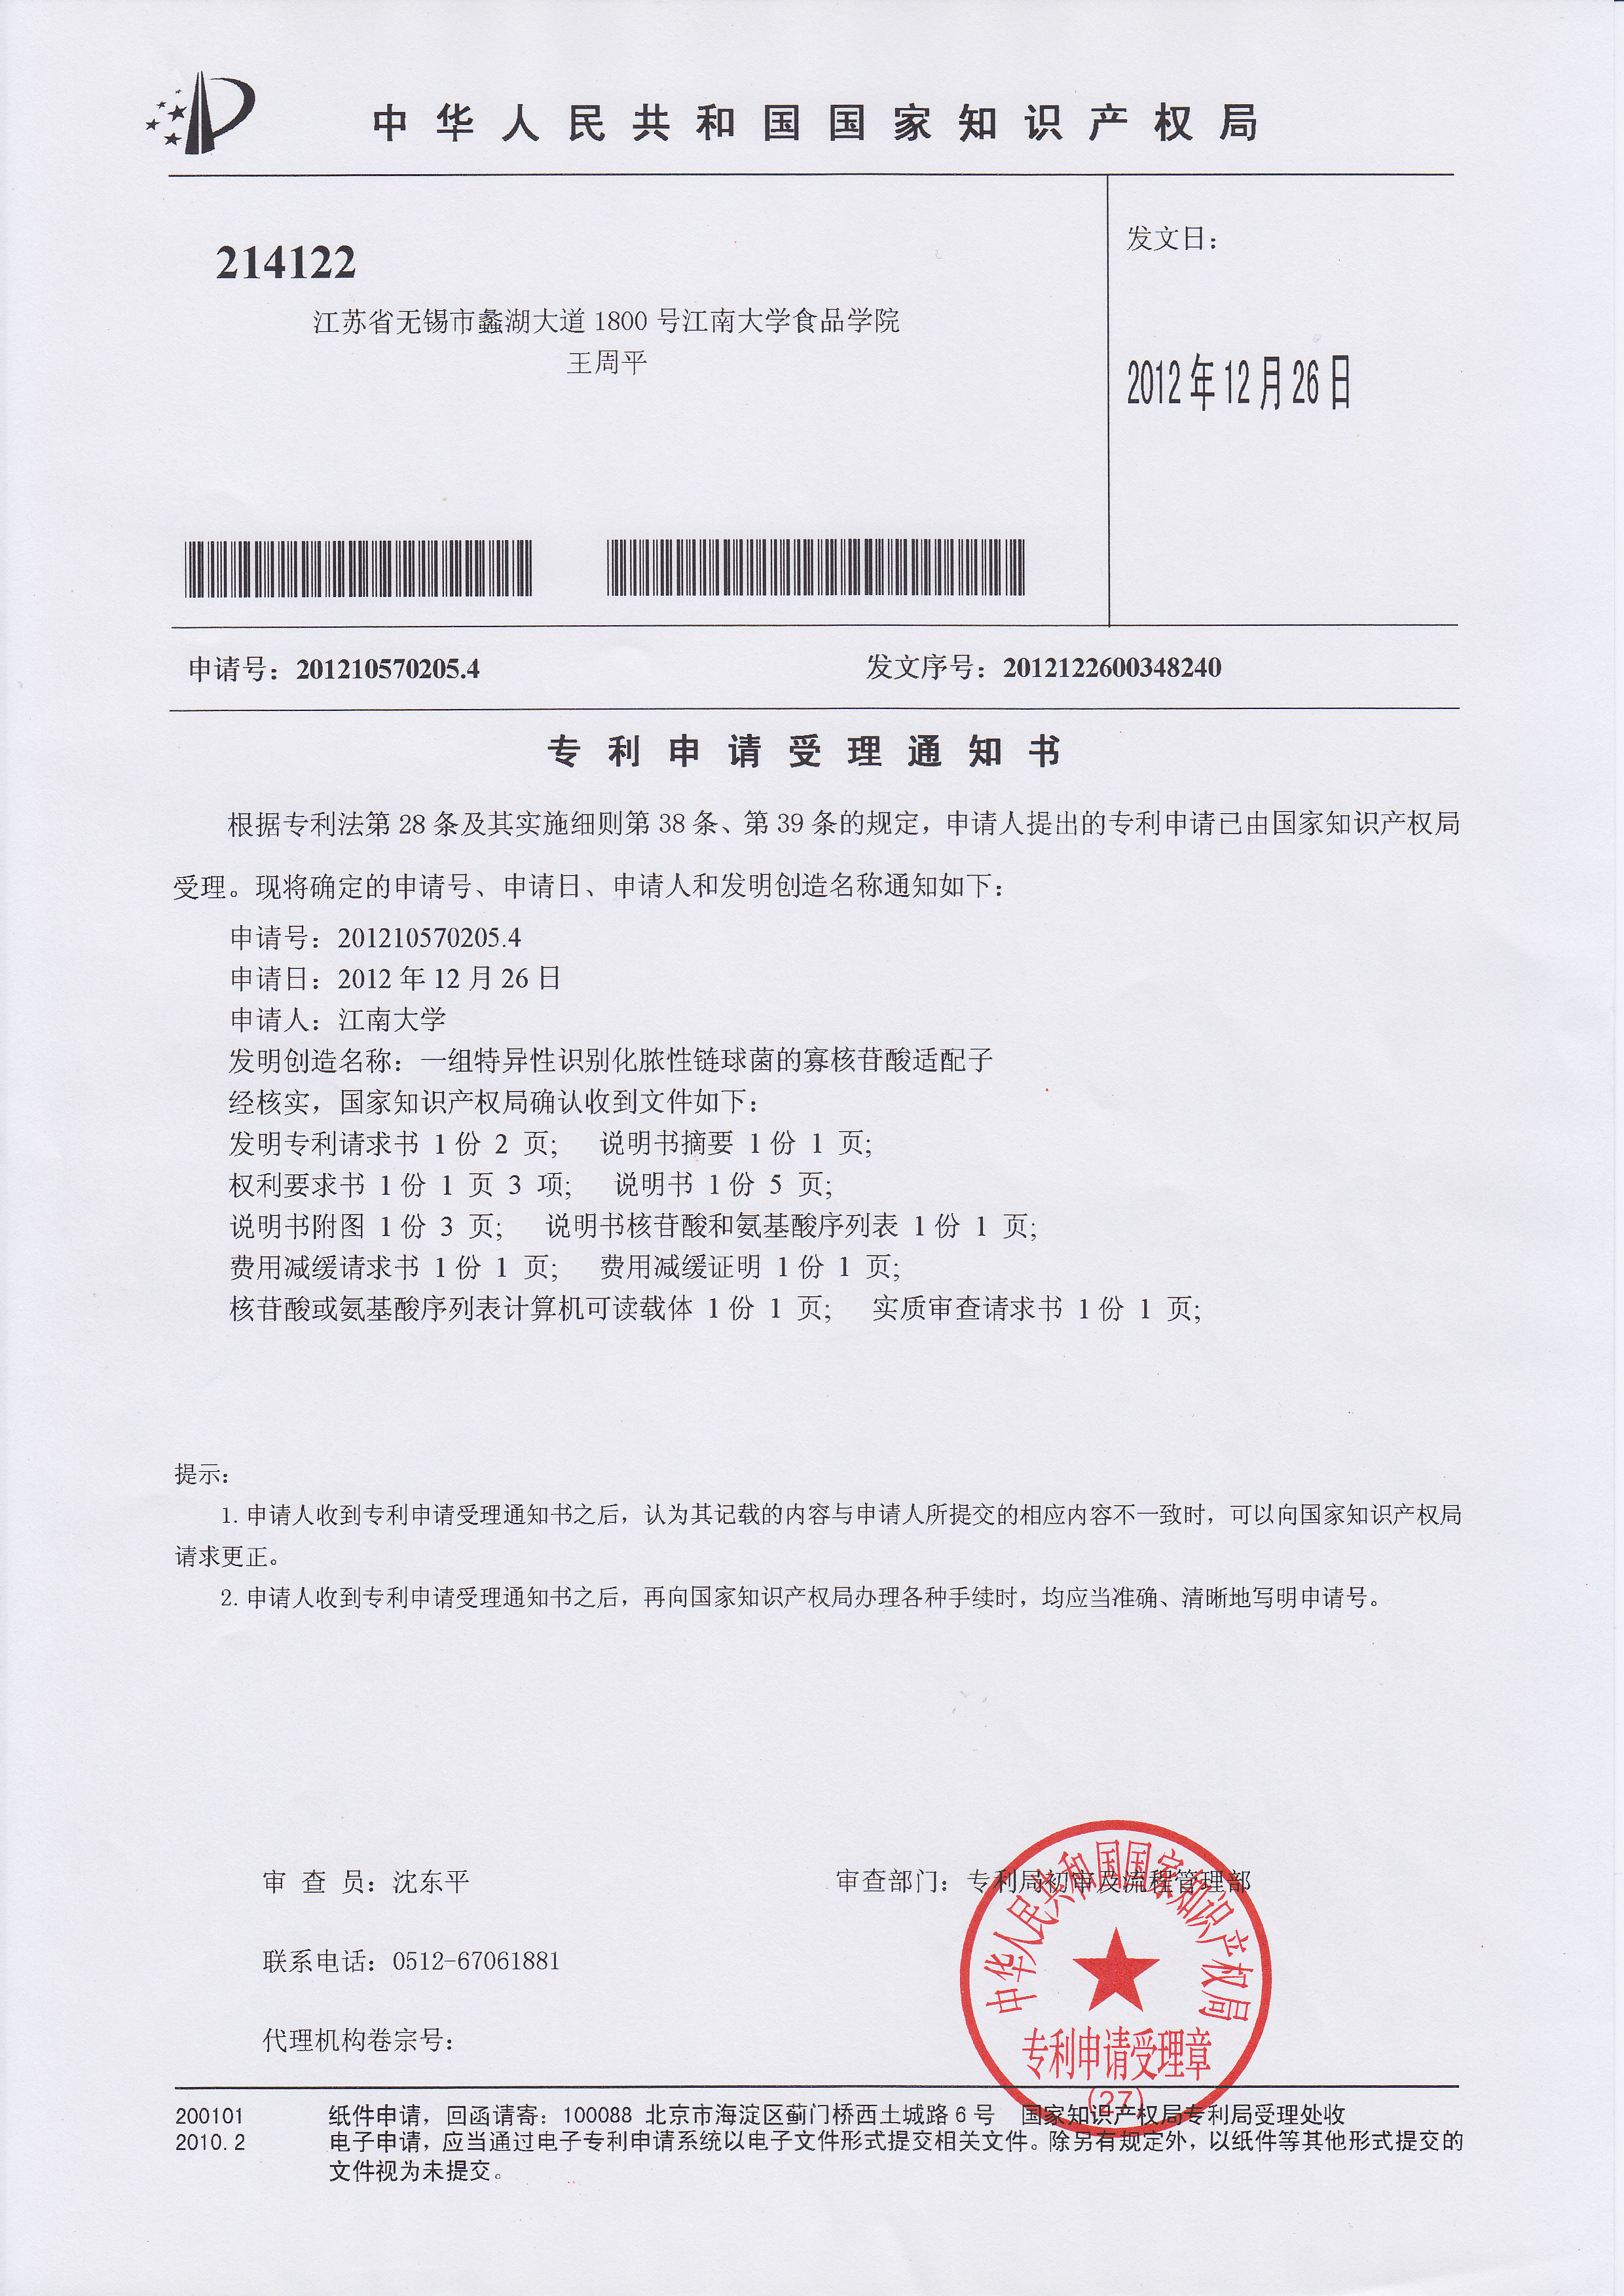 中华人民共和国国家知识产权局
214122
江苏省无锡市蠡湖大道 1800 号江南大学食品学院
王周平
发文日：
2012 年 12 月 26 日
申请号：201210570205.4
发文序号：2012122600348240
专利申请受理通知书
根据专利法第 28 条及其实施细则第 38 条、第 39 条的规定，申请人提出的专利申请已由国家知识产权局
受理。现将确定的申请号、申请日、申请人和发明创造名称通知如下：
申请号：201210570205.4
申请日：2012 年 12 月 26 日
申请人：江南大学
发明创造名称：一组特异性识别化脓性链球菌的寡核苷酸适配子
经核实，国家知识产权局确认收到文件如下：
发明专利请求书 1 份 2 页; 说明书摘要 1 份 1 页;
权利要求书 1 份 1 页 3 项; 说明书 1 份 5 页;
说明书附图 1 份 3 页; 说明书核苷酸和氨基酸序列表 1 份 1 页;
费用减缓请求书 1 份 1 页; 费用减缓证明 1 份 1 页;
核苷酸或氨基酸序列表计算机可读载体 1 份 1 页; 实质审查请求书 1 份 1 页;
提示：
1. 申请人收到专利申请受理通知书之后，认为其记载的内容与申请人所提交的相应内容不一致时，可以向国家知识产权局
请求更正。
2. 申请人收到专利申请受理通知书之后，再向国家知识产权局办理各种手续时，均应当准确、清晰地写明申请号。
审 查 员：沈东平
审查部门：专利局初审及流程管理部
联系电话：0512-67061881
代理机构卷宗号：
中华人民共和国国家知识产权局
专利申请受理章
(27)
200101
2010.2
纸件申请，回函请寄：100088 北京市海淀区蓟门桥西土城路 6 号 国家知识产权局专利局受理处收
电子申请，应当通过电子专利申请系统以电子文件形式提交相关文件。除另有规定外，以纸件等其他形式提交的
文件视为未提交。